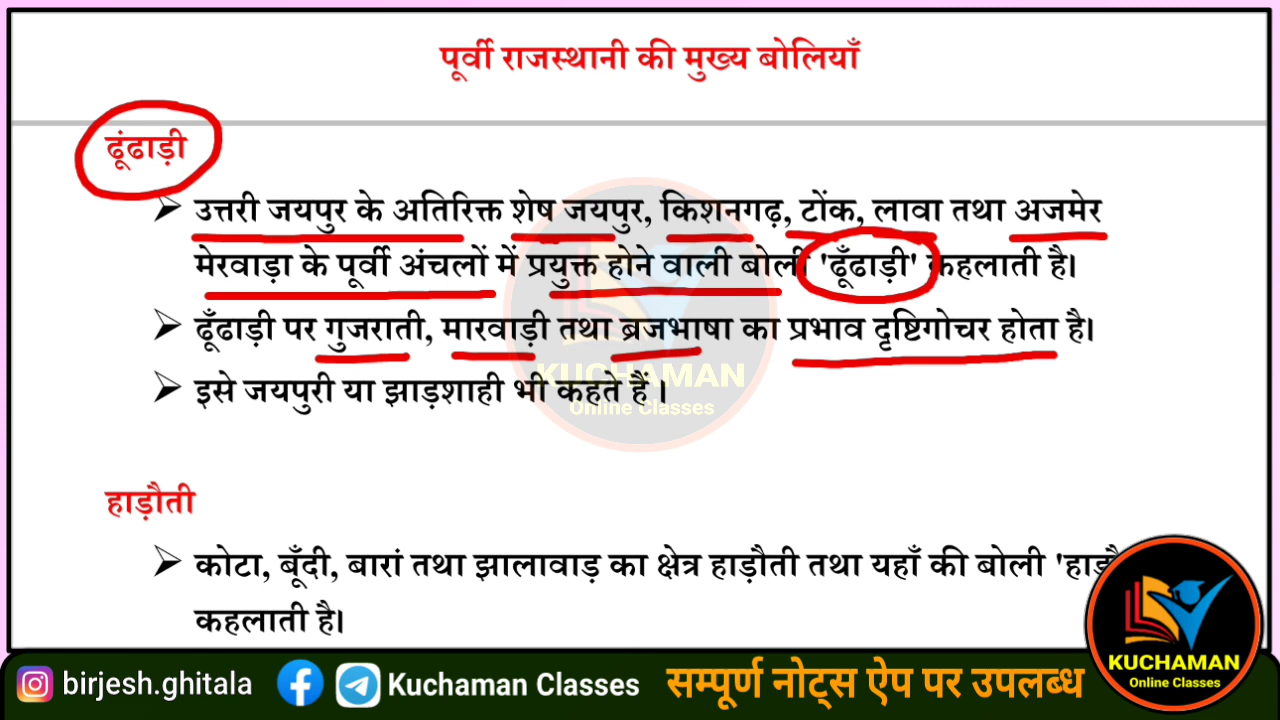 पूर्वी राजस्थानी की मुख्य बोलियाँ
ढूंढाड़ी
उत्तरी जयपुर के अतिरिक्त शेष जयपुर, किशनगढ़, टोंक, लावा तथा अजमेर
मेरवाड़ा के पूर्वी अंचलों में प्रयुक्त होने वाली बोली 'ढूँढाड़ी' कहलाती है।
ढूँढाड़ी पर गुजराती, मारवाड़ी तथा ब्रजभाषा का प्रभाव दृष्टिगोचर होता है।
इसे जयपुरी या झाड़शाही भी कहते हैं ।
KUCHAMAN
Online Classes
हाड़ौती
कोटा, बूँदी, बारां तथा झालावाड़ का क्षेत्र हाड़ौती तथा यहाँ की बोली
कहलाती है।
KUCHAMAN
Online Classes
birjesh.ghitala Kuchaman Classes सम्पूर्ण नोट्स ऐप पर उपलब्ध